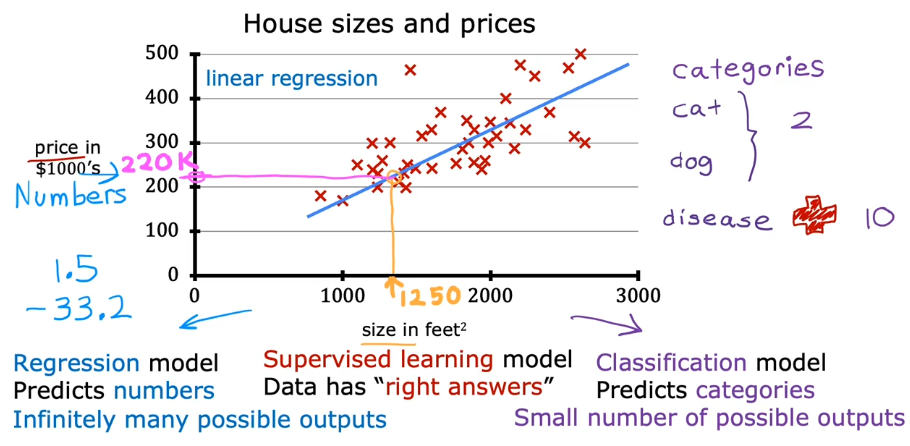 House sizes and prices
500
linear regression
400
300
price in
$1000's
220K
200
Numbers
100
0
0
1000
2000
3000
1250
size in feet²
categories
cat
dog
2
disease
10
1.5
-33.2
Regression model
Predicts numbers
Infinitely many possible outputs
Supervised learning model
Data has “right answers”
Classification model
Predicts categories
Small number of possible outputs